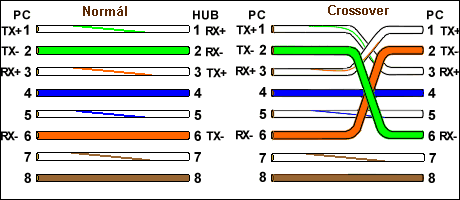 Normál
PC HUB
TX+ 1 1 RX+
TX- 2 2 RX-
RX+ 3 3 TX+
4 4
5 5
RX- 6 6 TX-
7 7
8 8
Crossover
PC PC
TX+ 1 1 TX+
TX- 2 2 TX-
RX+ 3 3 RX+
4 4
5 5
RX- 6 6 RX-
7 7
8 8